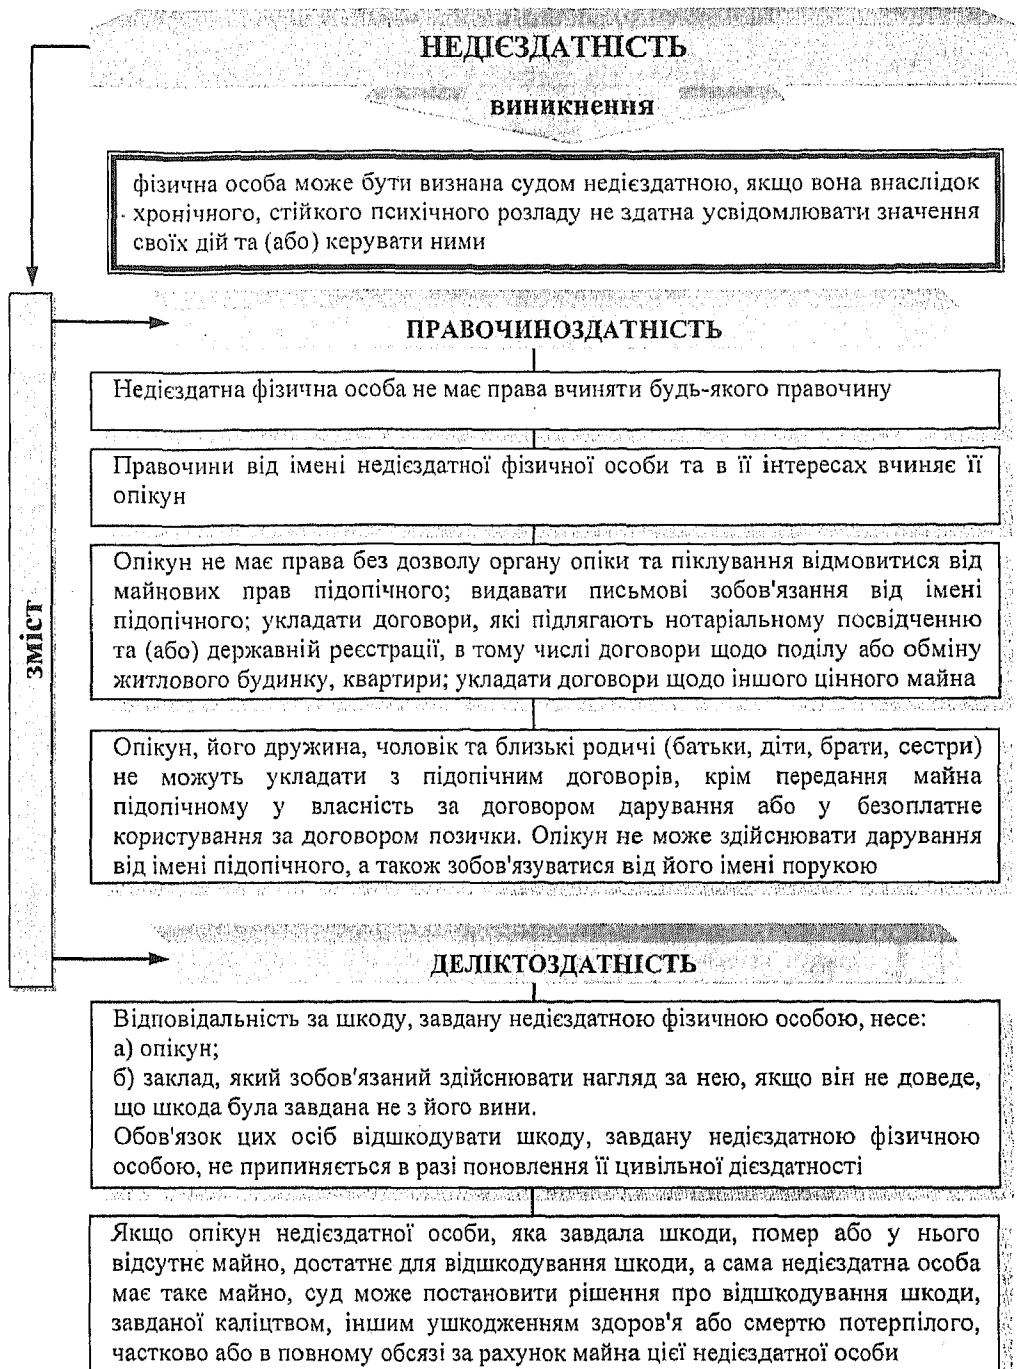 НЕДІЄЗДАТНІСТЬ
виникнення
фізична особа може бути визнана судом недієздатною, якщо вона внаслідок
хронічного, стійкого психічного розладу не здатна усвідомлювати значення
своїх дій та (або) керувати ними
зміст
ПРАВОЧИНОЗДАТНІСТЬ
Недієздатна фізична особа не має права вчиняти будь-якого правочину
Правочини від імені недієздатної фізичної особи та в її інтересах вчиняє її
опікун
Опікун не має права без дозволу органу опіки та піклування відмовитися від
майнових прав підопічного; видавати письмові зобов'язання від імені
підопічного; укладати договори, які підлягають нотаріальному посвідченню
та (або) державній реєстрації, в тому числі договори щодо поділу або обміну
житлового будинку, квартири; укладати договори щодо іншого цінного майна
Опікун, його дружина, чоловік та близькі родичі (батьки, діти, брати, сестри)
не можуть укладати з підопічним договорів, крім передання майна
підопічному у власність за договором дарування або у безоплатне
користування за договором позички. Опікун не може здійснювати дарування
від імені підопічного, а також зобов'язуватися від його імені порукою
ДЕЛІКТОЗДАТНІСТЬ
Відповідальність за шкоду, завдану недієздатною фізичною особою, несе:
а) опікун;
б) заклад, який зобов'язаний здійснювати нагляд за нею, якщо він не доведе,
що шкода була завдана не з його вини.
Обов'язок цих осіб відшкодувати шкоду, завдану недієздатною фізичною
особою, не припиняється в разі поновлення її цивільної дієздатності
Якщо опікун недієздатної особи, яка завдала шкоди, помер або у нього
відсутнє майно, достатнє для відшкодування шкоди, а сама недієздатна особа
має таке майно, суд може постановити рішення про відшкодування шкоди,
завданої каліцтвом, іншим ушкодженням здоров'я або смертю потерпілого,
частково або в повному обсязі за рахунок майна цієї недієздатної особи